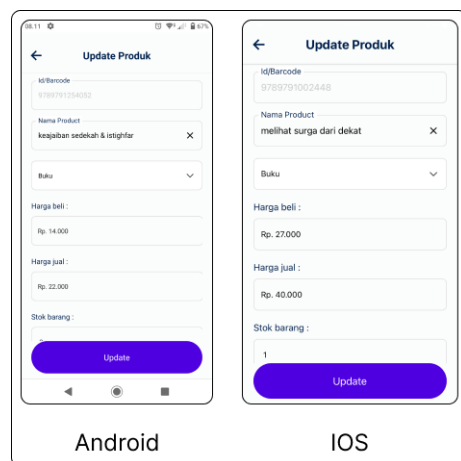 08.11
67%
Update Produk
Id/Barcode
9789791254052
Nama Product
keajaiban sedekah & istighfar
Buku
Harga beli :
Rp. 14.000
Harga jual :
Rp. 22.000
Stok barang :
Update
Android
Update Produk
Id/Barcode
9789791002448
Nama Product
melihat surga dari dekat
Buku
Harga beli :
Rp. 27.000
Harga jual :
Rp. 40.000
Stok barang :
1
Update
IOS